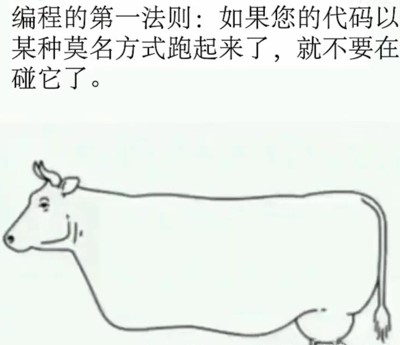 编程的第一法则：如果您的代码以
某种莫名方式跑起来了，就不要在
碰它了。